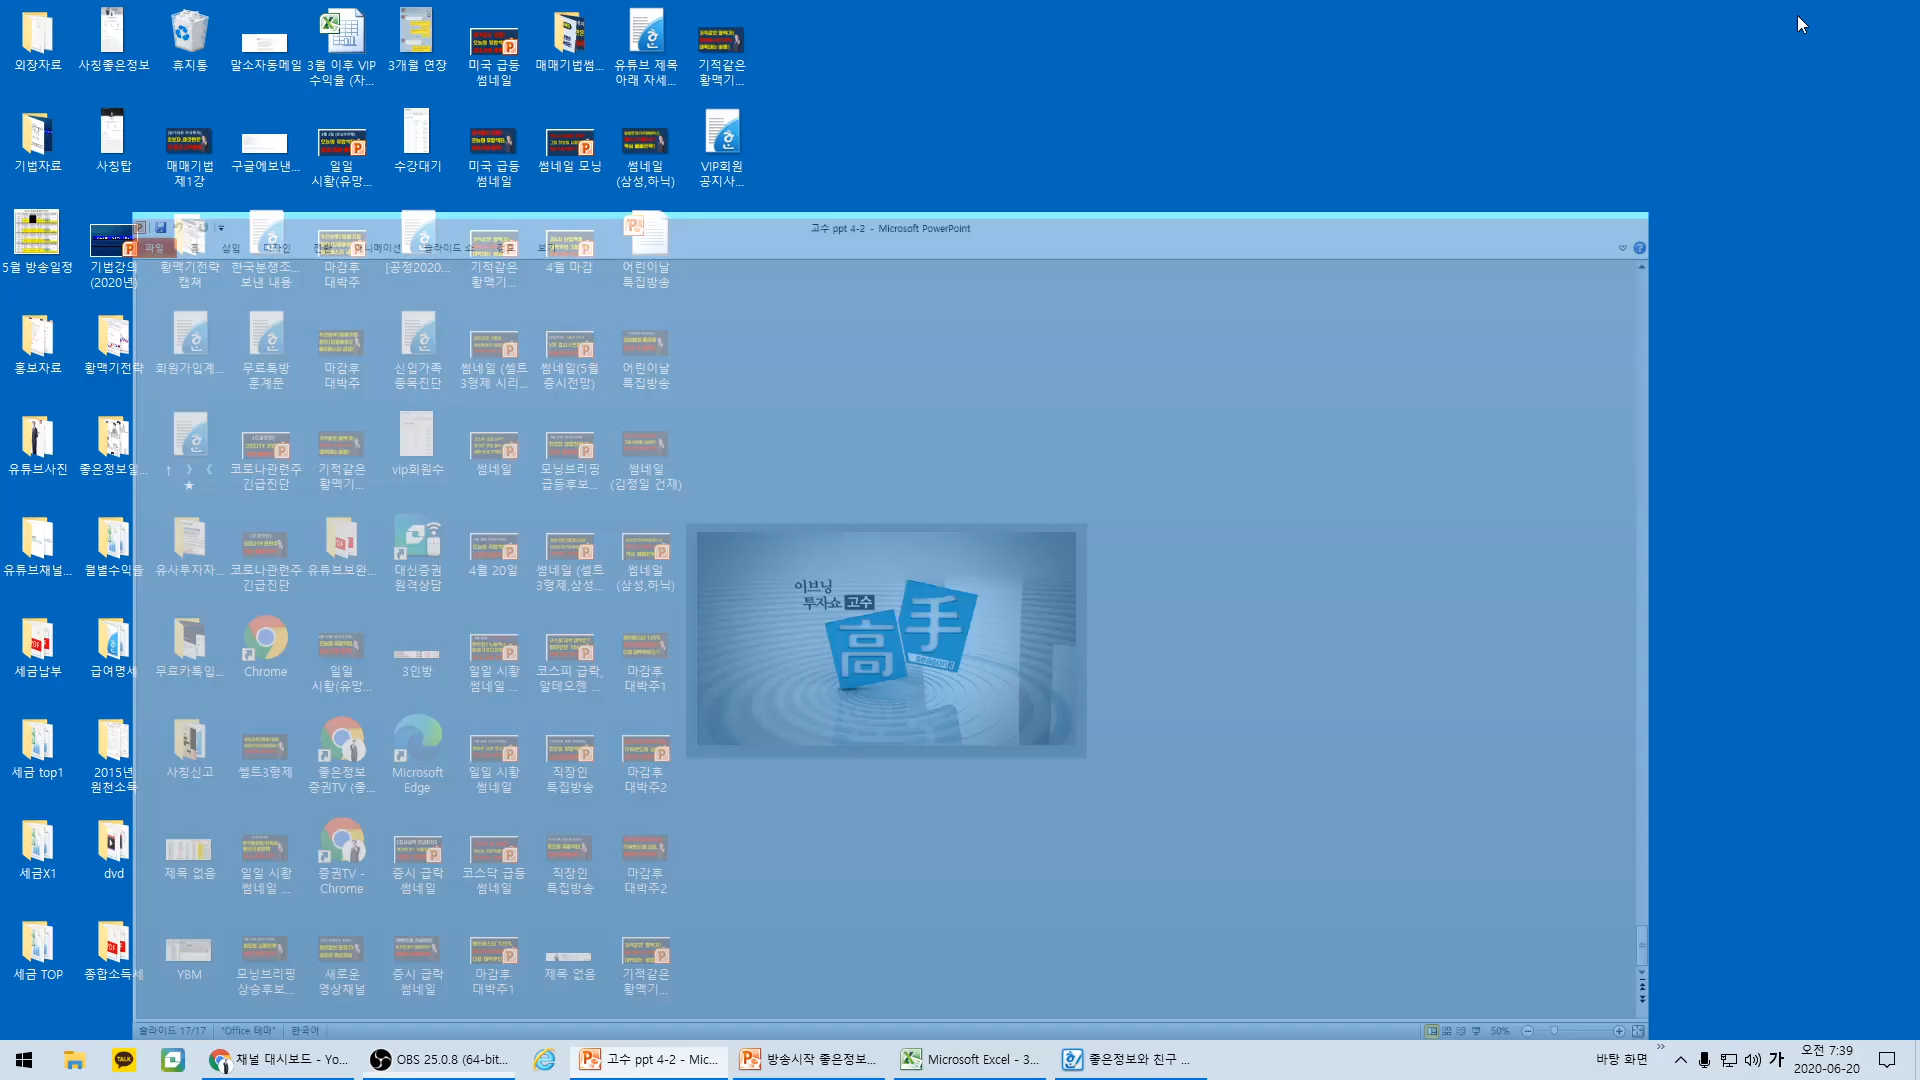 외장자료
사칭좋은정보
휴지통
말소자동메일
3월 이후 VIP
수익율 (자...
3개월 연장
미국 급등
썸네일
매매기법썸...
유튜브 제목
아래 자세...
기적같은
황맥기...
기법자료
사칭탑
매매기법
제1강
구글에보낸...
일일
시황(유망...
수강대기
미국 급등
썸네일
썸네일 모닝
썸네일
(삼성,하닉)
VIP회원
공지사...
고수 ppt 4-2 - Microsoft PowerPoint
파일
홈
삽입
디자인
5월 방송일정
기법강의
(2020년)
황맥기전략
캡쳐
한국분쟁조...
보낸 내용
마감후
대박주
[공정2020...
기적같은
황맥기...
4월 마감
어린이날
특집방송
홍보자료
황맥기전략
회원가입계...
무료특방
훈계문
마감후
대박주
신입가족
종목진단
썸네일 (셀트
3형제 시리...
썸네일(5월
증시전망)
어린이날
특집방송
유튜브사진
좋은정보일...
↑ 》 《
★
코로나관련주
긴급진단
기적같은
황맥기...
vip회원수
썸네일
모닝브리핑
급등후보...
썸네일
(김정일 건재)
유튜브채널...
월별수익율
유사투자자...
코로나관련주
긴급진단
유튜브보완...
대신증권
원격상담
4월 20일
썸네일 (셀트
3형제,삼성...
썸네일
(삼성,하닉)
이브닝
투자쇼 고수
高手
season3
세금납부
급여명세
무료카톡입...
Chrome
일일
시황(유망...
3인방
일일 시황
썸네일 ...
코스피 급락,
알테오젠 ...
마감후
대박주1
세금 top1
2015년
원천소득
사칭신고
쎌트3형제
좋은정보
증권TV (좋...
Microsoft
Edge
일일 시황
썸네일
직장인
특집방송
마감후
대박주2
세금X1
dvd
제목 없음
일일 시황
썸네일 ...
증권TV -
Chrome
증시 급락
썸네일
코스닥 급등
썸네일
직장인
특집방송
마감후
대박주2
세금 TOP
종합소득세
YBM
모닝브리핑
상승후보...
새로운
영상채널
증시 급락
썸네일
마감후
대박주1
제목 없음
기적같은
황맥기...
슬라이드 17/17
"Office 테마"
한국어
50%
TALK
채널 대시보드 - Yo...
OBS 25.0.8 (64-bit...
고수 ppt 4-2 - Mic...
방송시작 좋은정보...
Microsoft Excel - 3...
좋은정보와 친구 ...
바탕 화면
가
오전 7:39
2020-06-20